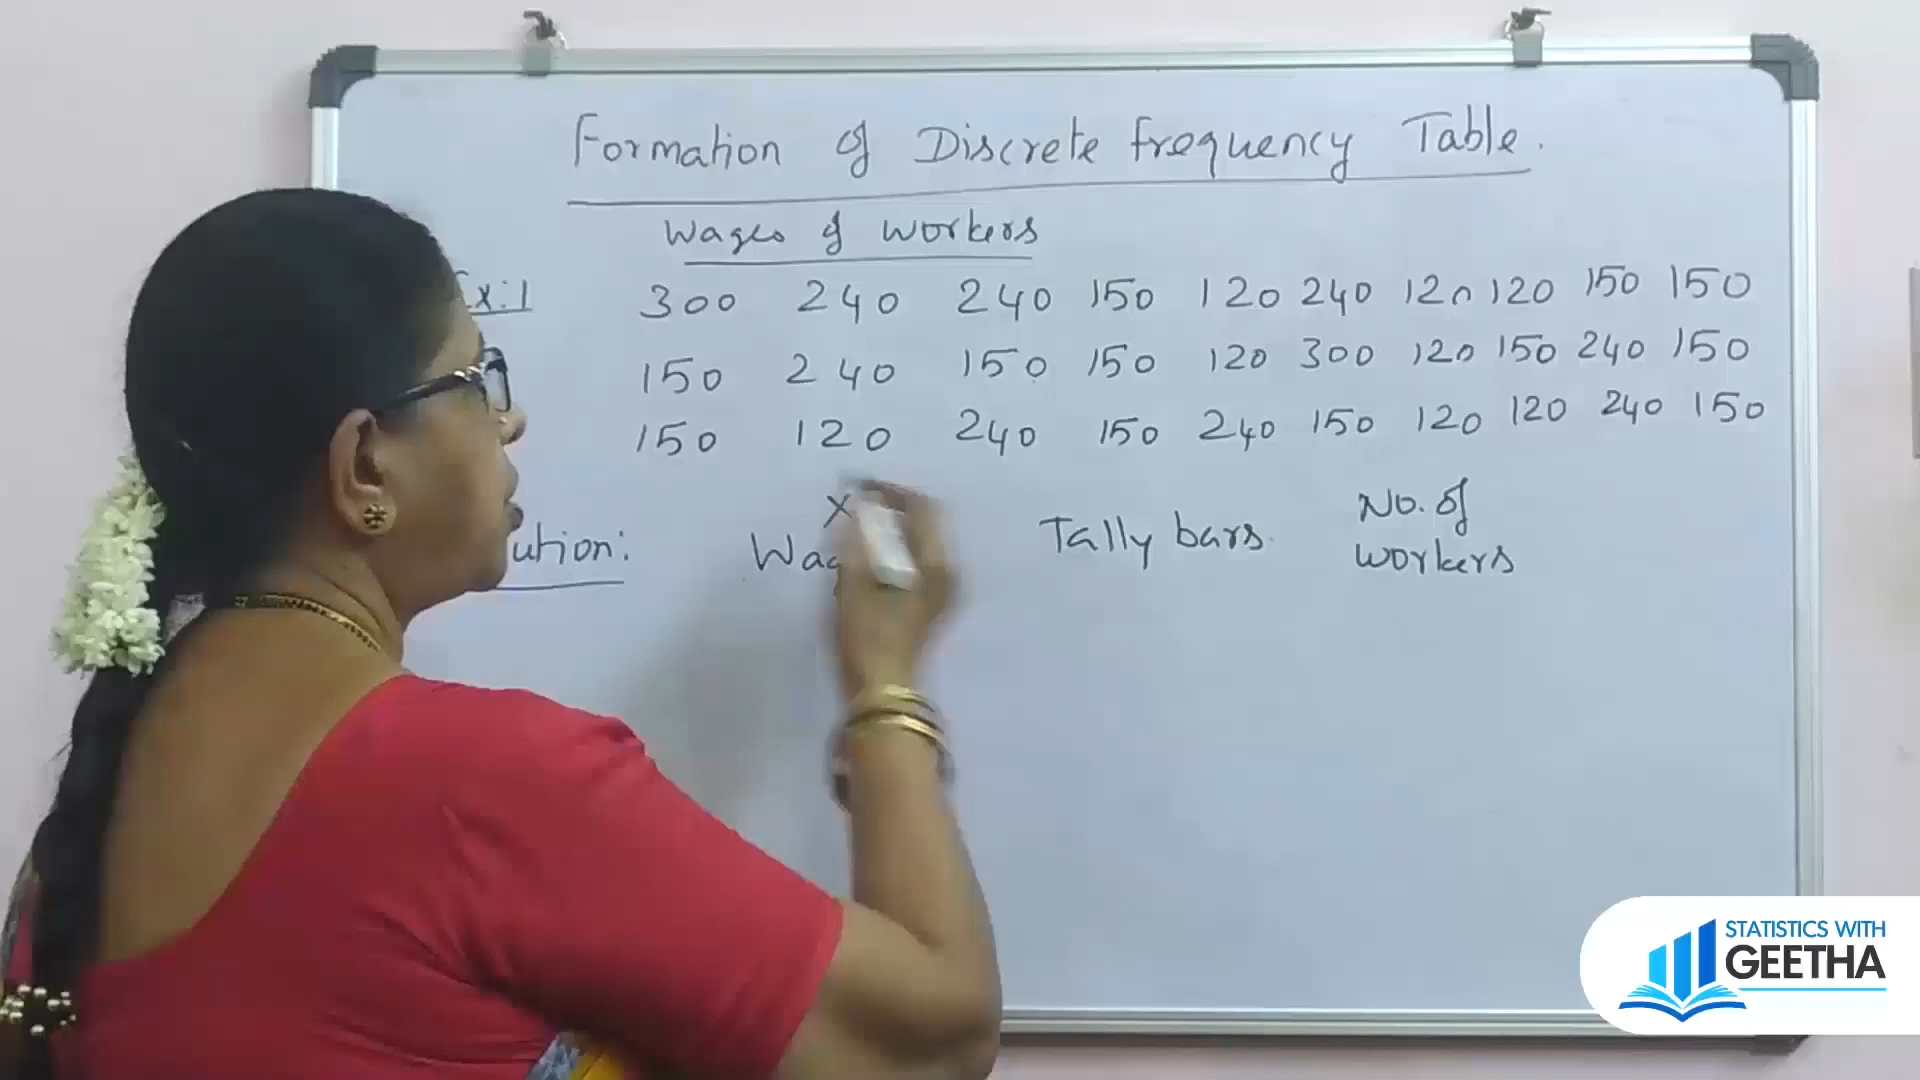 Formation of Discrete frequency Table.
Wages of workers
Ex:1 300 240 240 150 120 240 120 120 150 150
150 240 150 150 120 300 120 150 240 150
150 120 240 150 240 150 120 120 240 150
X
Tally bars
No. of
workers
STATISTICS WITH
GEETHA